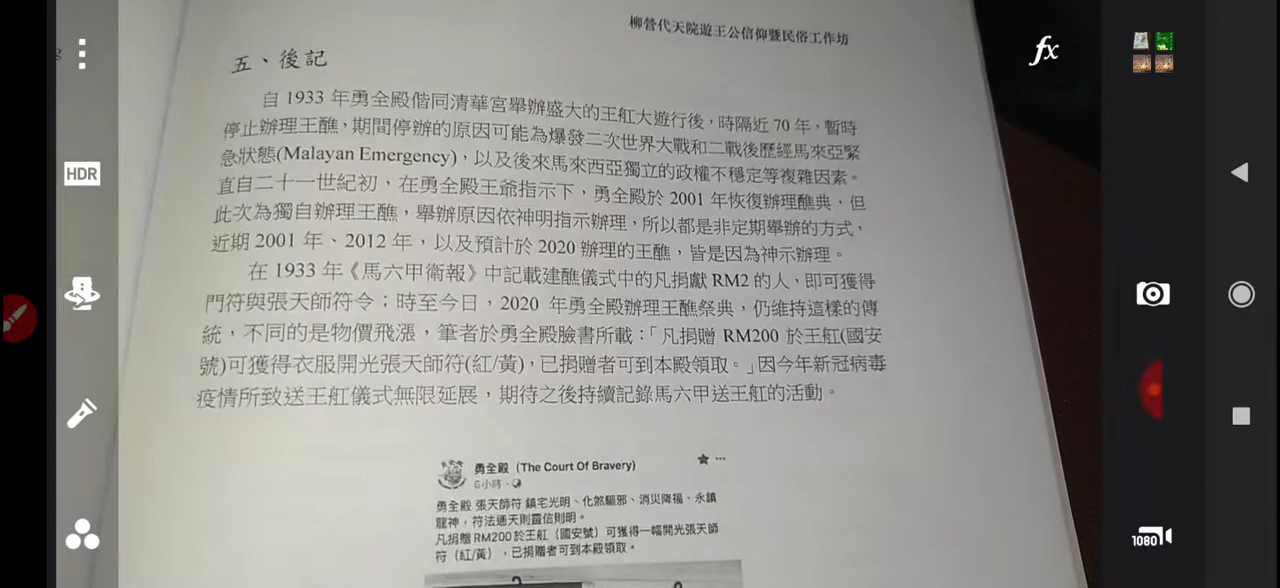 柳營代天院遊王公信仰暨民俗工作坊
五、後記
自 1933 年勇全殿偕同清華宮舉辦盛大的王舡大遊行後，時隔近 70 年，暫時
停止辦理王醮，期間停辦的原因可能為爆發二次世界大戰和二戰後歷經馬來亞緊
急狀態(Malayan Emergency)，以及後來馬來西亞獨立的政權不穩定等複雜因素。
直自二十一世紀初，在勇全殿王爺指示下，勇全殿於 2001 年恢復辦理醮典，但
此次為獨自辦理王醮，舉辦原因依神明指示辦理，所以都是非定期舉辦的方式，
近期 2001 年、2012 年，以及預計於 2020 辦理的王醮，皆是因為神示辦理。
在 1933 年《馬六甲衛報》中記載建醮儀式中的凡捐獻 RM2 的人，即可獲得
門符與張天師符令；時至今日，2020 年勇全殿辦理王醮祭典，仍維持這樣的傳
統，不同的是物價飛漲，筆者於勇全殿臉書所載：「凡捐贈 RM200 於王舡(國安
號)可獲得衣服開光張天師符(紅/黃)，已捐贈者可到本殿領取。」因今年新冠病毒
疫情所致送王舡儀式無限延展，期待之後持續記錄馬六甲送王舡的活動。
勇全殿 (The Court Of Bravery)
6小時·
勇全殿 張天師符 鎮宅光明、化煞驅邪、消災降福、永鎮
龍神，符法通天則靈信則明。
凡捐贈 RM200 於王舡（國安號）可獲得一幅開光張天師
符（紅/黃），已捐贈者可到本殿領取。
HDR
fx
1080